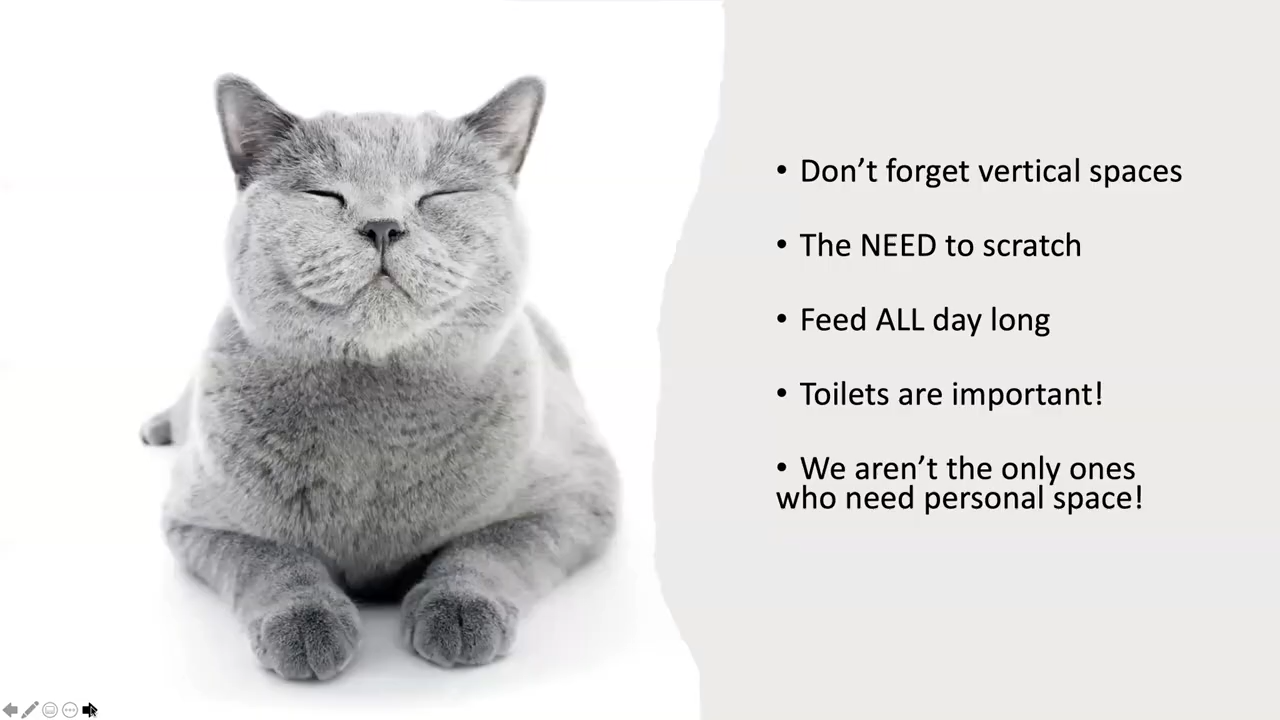 • Don’t forget vertical spaces
• The NEED to scratch
• Feed ALL day long
• Toilets are important!
• We aren’t the only ones
who need personal space!